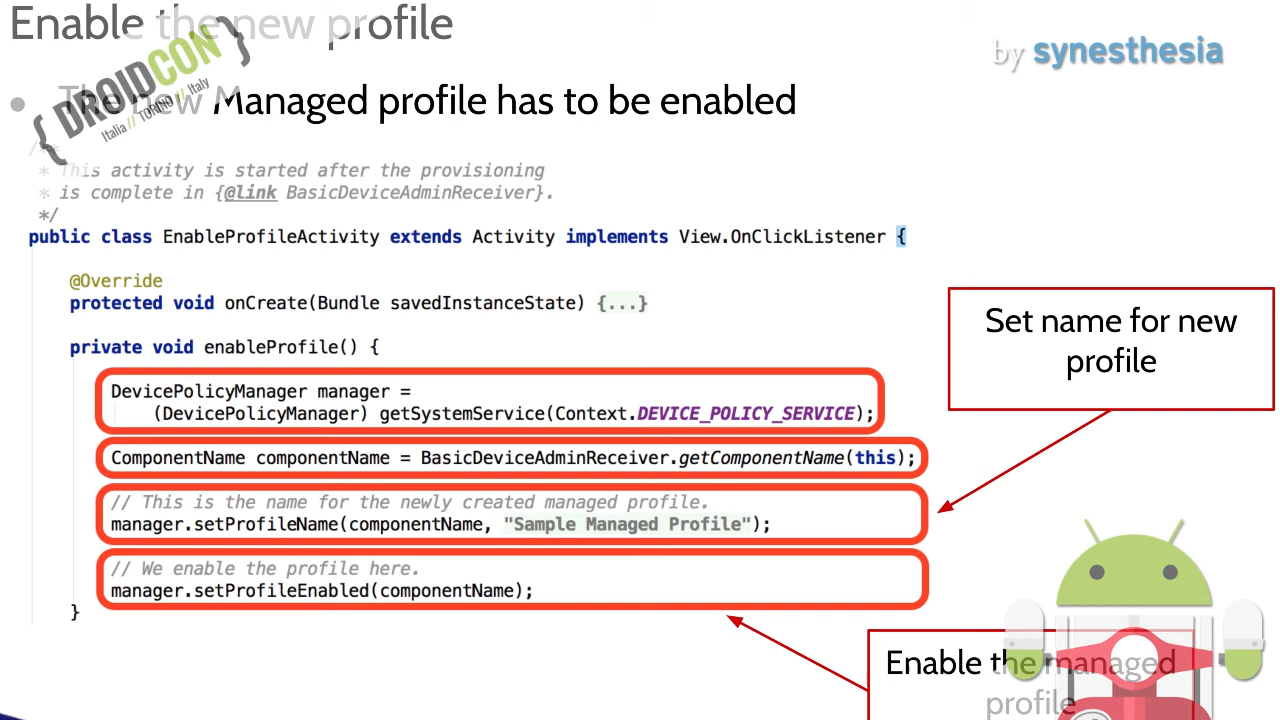 Enable the new profile
by synesthesia
{ DROIDCON }
Italia // TORINO // Italy
• The new Managed profile has to be enabled
/**
* This activity is started after the provisioning
* is complete in {@link BasicDeviceAdminReceiver}.
*/
public class EnableProfileActivity extends Activity implements View.OnClickListener {
@Override
protected void onCreate(Bundle savedInstanceState) {...}
private void enableProfile() {
DevicePolicyManager manager =
(DevicePolicyManager) getSystemService(Context.DEVICE_POLICY_SERVICE);
ComponentName componentName = BasicDeviceAdminReceiver.getComponentName(this);
// This is the name for the newly created managed profile.
manager.setProfileName(componentName, "Sample Managed Profile");
// We enable the profile here.
manager.setProfileEnabled(componentName);
}
Set name for new
profile
Enable the managed
profile